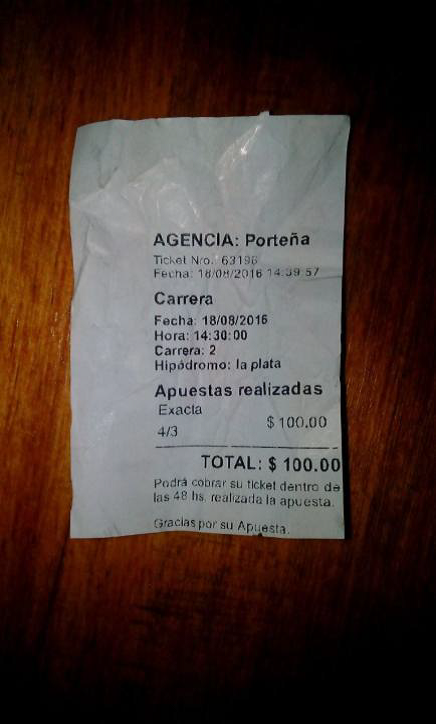 AGENCIA: Porteña
Ticket Nro.: 63196
Fecha: 18/08/2016 14:39:57
Carrera
Fecha: 18/08/2016
Hora: 14:30:00
Carrera: 2
Hipódromo: la plata
Apuestas realizadas
Exacta
$ 100.00
4/3
TOTAL: $ 100.00
Podrá cobrar su ticket dentro de
las 48 hs. realizada la apuesta.
Gracias por su Apuesta.